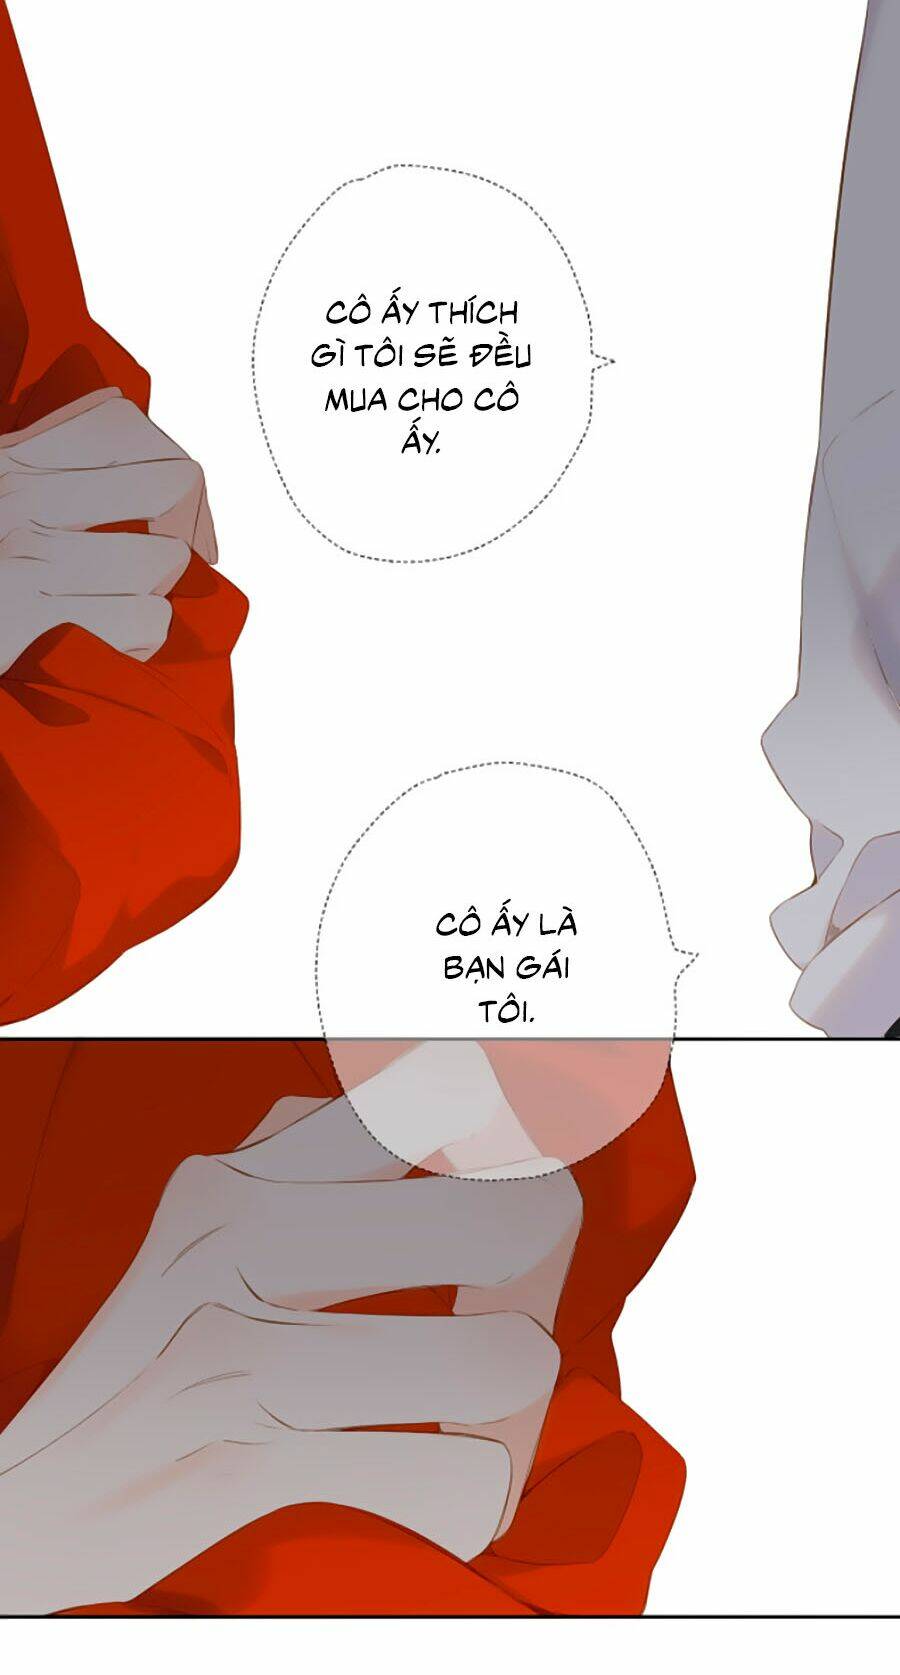 CÔ ẤY THÍCH
GÌ TÔI SẼ ĐỀU
MUA CHO CÔ
ẤY.
CÔ ẤY LÀ
BẠN GÁI
TÔI.